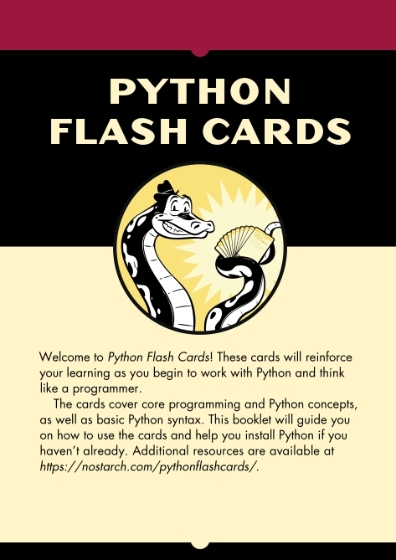 PYTHON
FLASH CARDS
Welcome to Python Flash Cards! These cards will reinforce
your learning as you begin to work with Python and think
like a programmer.
The cards cover core programming and Python concepts,
as well as basic Python syntax. This booklet will guide you
on how to use the cards and help you install Python if you
haven’t already. Additional resources are available at
https://nostarch.com/pythonflashcards/.